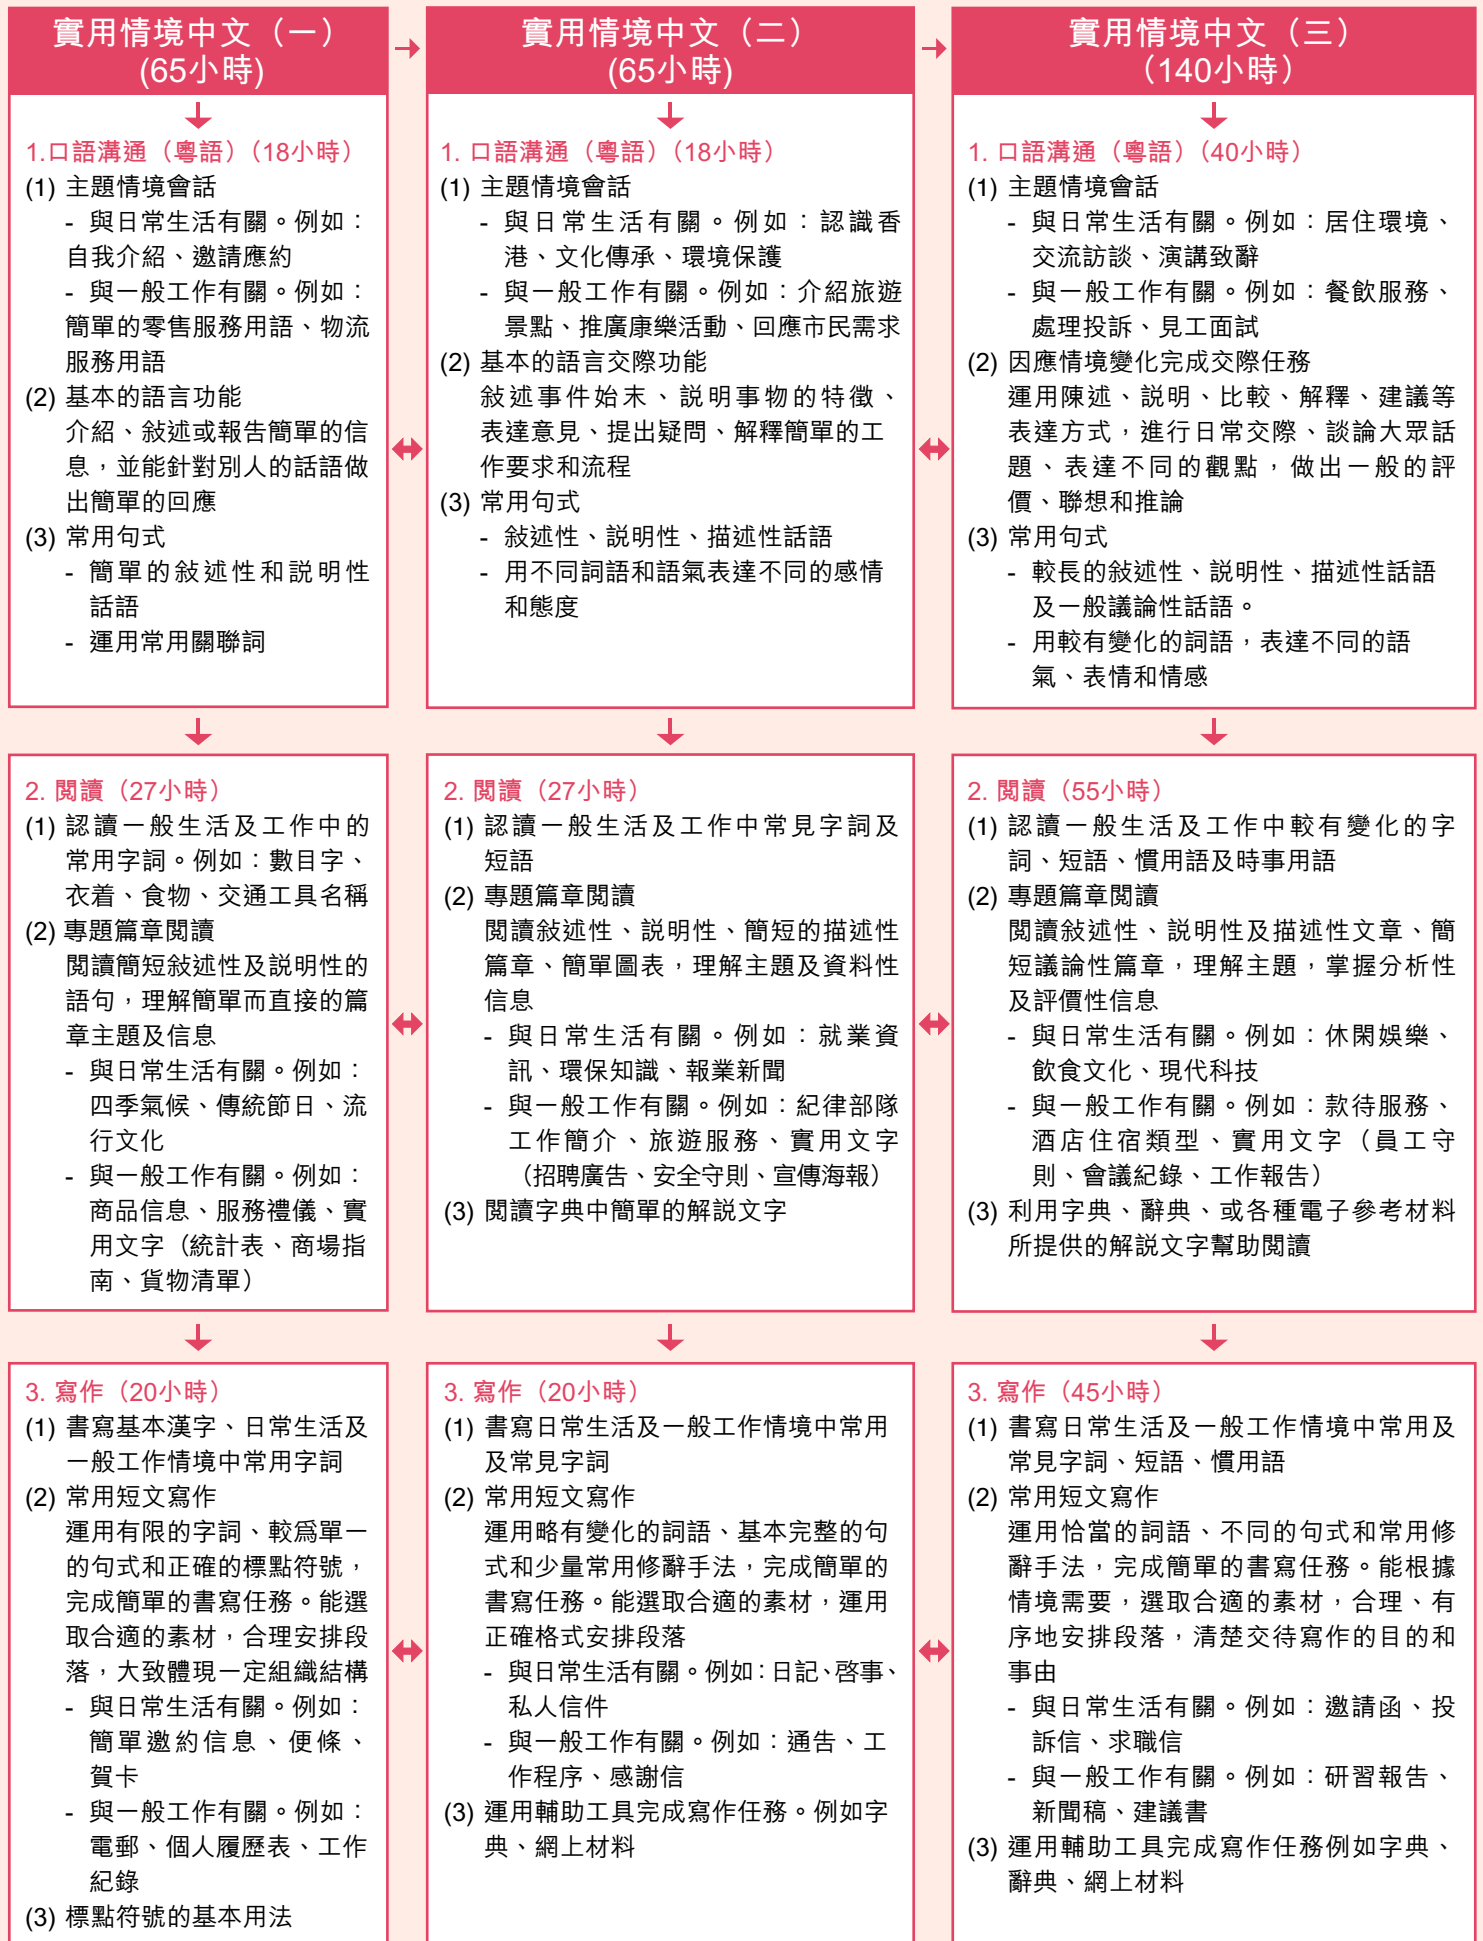 實用情境中文（一）
(65小時)
1.口語溝通（粵語）（18小時）
(1) 主題情境會話
- 與日常生活有關。例如：
自我介紹、邀請應約
- 與一般工作有關。例如：
簡單的零售服務用語、物流
服務用語
(2) 基本的語言功能
介紹、敍述或報告簡單的信
息，並能針對別人的話語做
出簡單的回應
(3) 常用句式
- 簡單的敍述性和説明性
話語
- 運用常用關聯詞
2. 閱讀（27小時）
(1) 認讀一般生活及工作中的
常用字詞。例如：數目字、
衣着、食物、交通工具名稱
(2) 專題篇章閱讀
閱讀簡短敍述性及説明性的
語句，理解簡單而直接的篇
章主題及信息
- 與日常生活有關。例如：
四季氣候、傳統節日、流
行文化
- 與一般工作有關。例如：
商品信息、服務禮儀、實
用文字（統計表、商場指
南、貨物清單）
3. 寫作（20小時）
(1) 書寫基本漢字、日常生活及
一般工作情境中常用字詞
(2) 常用短文寫作
運用有限的字詞、較爲單一
的句式和正確的標點符號，
完成簡單的書寫任務。能選
取合適的素材，合理安排段
落，大致體現一定組織結構
- 與日常生活有關。例如：
簡單邀約信息、便條、
賀卡
- 與一般工作有關。例如：
電郵、個人履歷表、工作
紀錄
(3) 標點符號的基本用法
實用情境中文（二）
(65小時)
1. 口語溝通（粵語）（18小時）
(1) 主題情境會話
- 與日常生活有關。例如：認識香
港、文化傳承、環境保護
- 與一般工作有關。例如：介紹旅遊
景點、推廣康樂活動、回應市民需求
(2) 基本的語言交際功能
敍述事件始末、説明事物的特徵、
表達意見、提出疑問、解釋簡單的工
作要求和流程
(3) 常用句式
- 敍述性、説明性、描述性話語
- 用不同詞語和語氣表達不同的感情
和態度
2. 閱讀（27小時）
(1) 認讀一般生活及工作中常見字詞及
短語
(2) 專題篇章閱讀
閱讀敍述性、説明性、簡短的描述性
篇章、簡單圖表，理解主題及資料性
信息
- 與日常生活有關。例如：就業資
訊、環保知識、報業新聞
- 與一般工作有關。例如：紀律部隊
工作簡介、旅遊服務、實用文字
（招聘廣告、安全守則、宣傳海報）
(3) 閱讀字典中簡單的解説文字
3. 寫作（20小時）
(1) 書寫日常生活及一般工作情境中常用
及常見字詞
(2) 常用短文寫作
運用略有變化的詞語、基本完整的句
式和少量常用修辭手法，完成簡單的
書寫任務。能選取合適的素材，運用
正確格式安排段落
- 與日常生活有關。例如：日記、啓事、
私人信件
- 與一般工作有關。例如：通告、工
作程序、感謝信
(3) 運用輔助工具完成寫作任務。例如字
典、網上材料
實用情境中文（三）
（140小時）
1. 口語溝通（粵語）（40小時）
(1) 主題情境會話
- 與日常生活有關。例如：居住環境、
交流訪談、演講致辭
- 與一般工作有關。例如：餐飲服務、
處理投訴、見工面試
(2) 因應情境變化完成交際任務
運用陳述、説明、比較、解釋、建議等
表達方式，進行日常交際、談論大眾話
題、表達不同的觀點，做出一般的評
價、聯想和推論
(3) 常用句式
- 較長的敍述性、説明性、描述性話語
及一般議論性話語。
- 用較有變化的詞語，表達不同的語
氣、表情和情感
2. 閱讀（55小時）
(1) 認讀一般生活及工作中較有變化的字
詞、短語、慣用語及時事用語
(2) 專題篇章閱讀
閱讀敍述性、説明性及描述性文章、簡
短議論性篇章，理解主題，掌握分析性
及評價性信息
- 與日常生活有關。例如：休閑娛樂、
飲食文化、現代科技
- 與一般工作有關。例如：款待服務、
酒店住宿類型、實用文字（員工守
則、會議紀錄、工作報告）
(3) 利用字典、辭典、或各種電子參考材料
所提供的解説文字幫助閱讀
3. 寫作（45小時）
(1) 書寫日常生活及一般工作情境中常用及
常見字詞、短語、慣用語
(2) 常用短文寫作
運用恰當的詞語、不同的句式和常用修
辭手法，完成簡單的書寫任務。能根據
情境需要，選取合適的素材，合理、有
序地安排段落，清楚交待寫作的目的和
事由
- 與日常生活有關。例如：邀請函、投
訴信、求職信
- 與一般工作有關。例如：研習報告、
新聞稿、建議書
(3) 運用輔助工具完成寫作任務例如字典、
辭典、網上材料